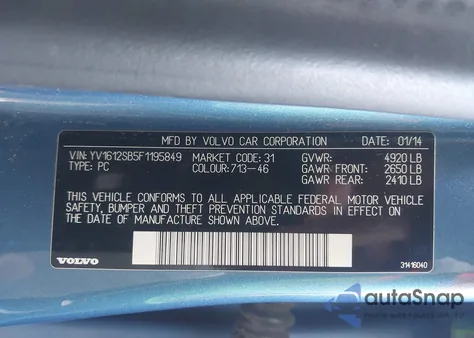 MFD BY VOLVO CAR CORPORATION DATE: 01/14
VIN: YV1612SB5F1195849 MARKET CODE: 31 GVWR: 4920 LB
TYPE: PC COLOUR: 713-46 GAWR FRONT: 2650 LB
GAWR REAR: 2410 LB
THIS VEHICLE CONFORMS TO ALL APPLICABLE FEDERAL MOTOR VEHICLE
SAFETY, BUMPER AND THEFT PREVENTION STANDARDS IN EFFECT ON
THE DATE OF MANUFACTURE SHOWN ABOVE.
VOLVO 31416040
autoSnap